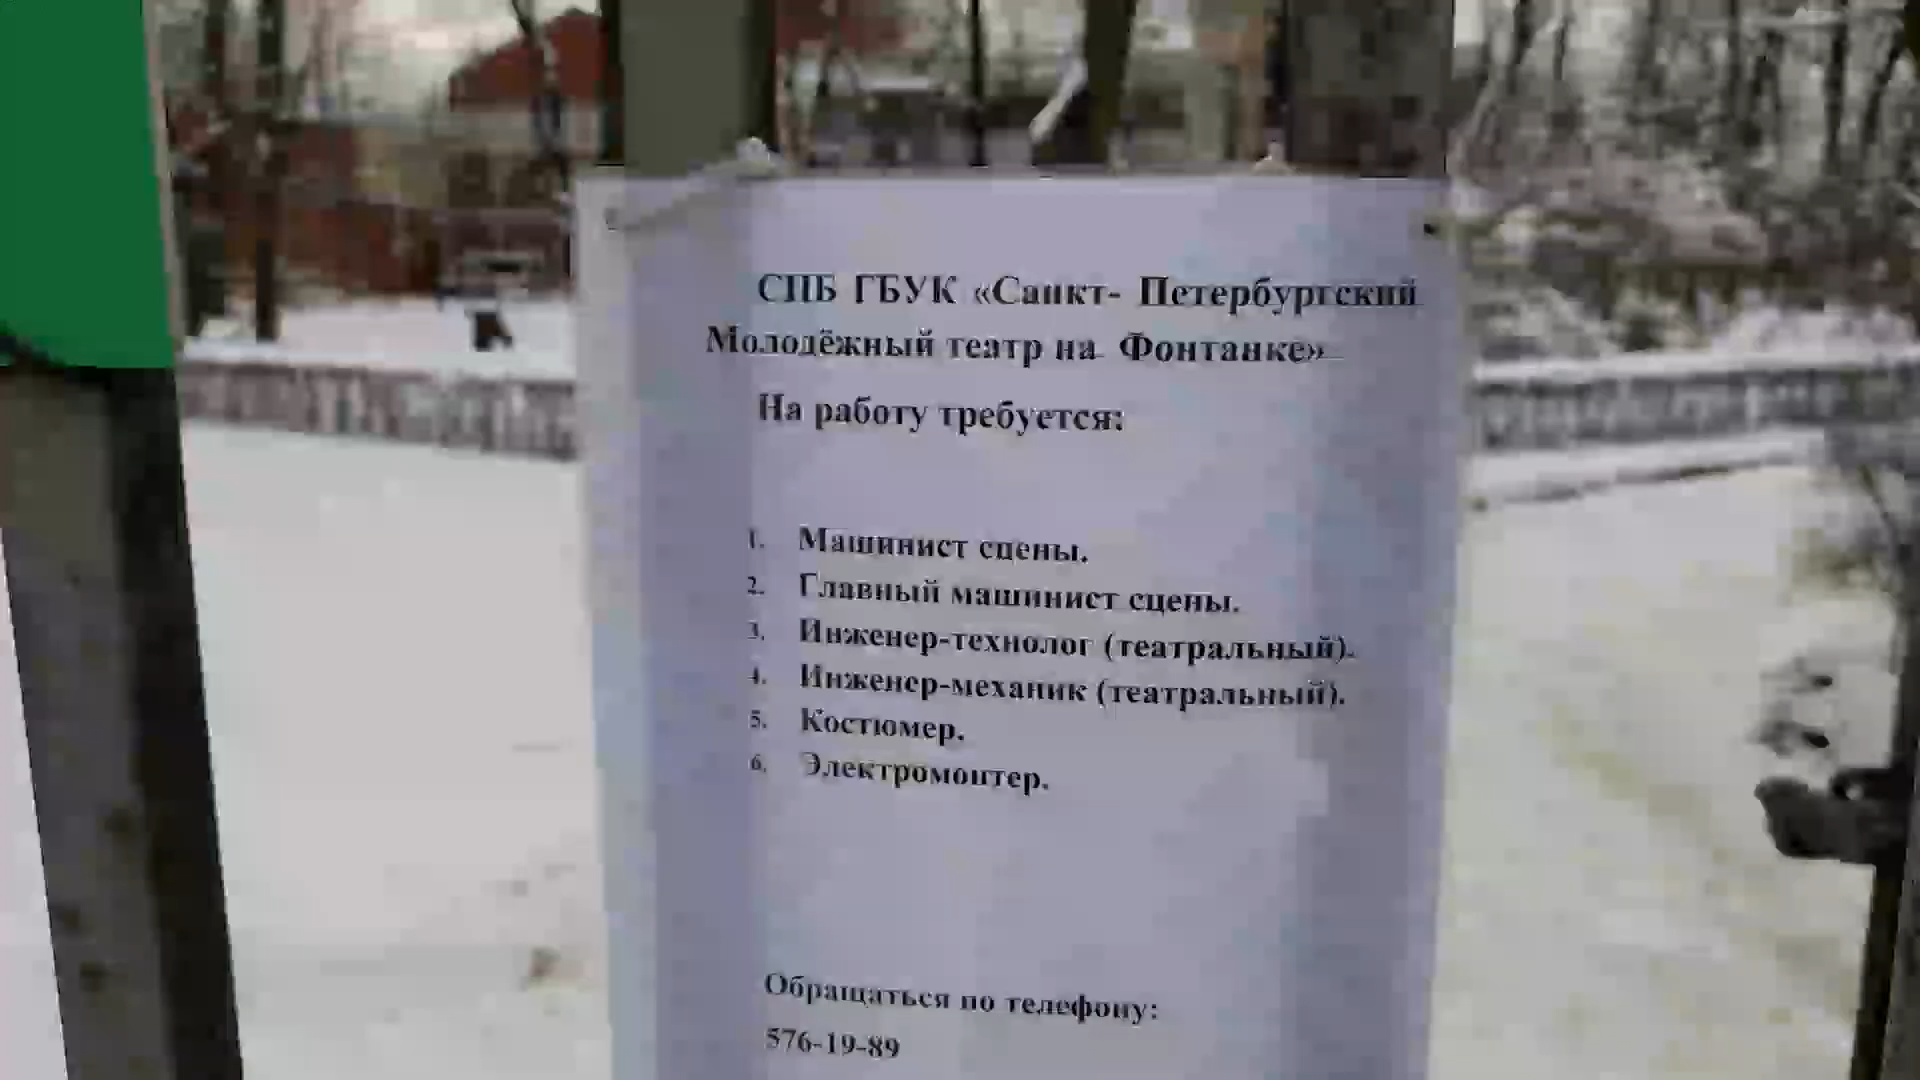 СПБ ГБУК «Санкт- Петербургский
Молодёжный театр на Фонтанке»
На работу требуется:
1. Машинист сцены.
2. Главный машинист сцены.
3. Инженер-технолог (театральный).
4. Инженер-механик (театральный).
5. Костюмер.
6. Электромонтер.
Обращаться по телефону:
576-19-89